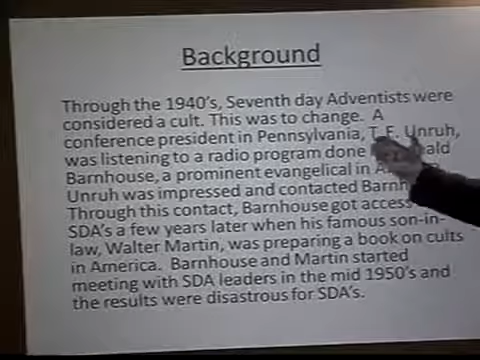 Background
Through the 1940's, Seventh day Adventists were
considered a cult. This was to change. A
conference president in Pennsylvania, T. F. Unruh,
was listening to a radio program done
Barnhouse, a prominent evangelical in
Unruh was impressed and contacted
Through this contact, Barnhouse got access
SDA's a few years later when his famous son-in-
law, Walter Martin, was preparing a book on cults
in America. Barnhouse and Martin started
meeting with SDA leaders in the mid 1950's and
the results were disastrous for SDA's.